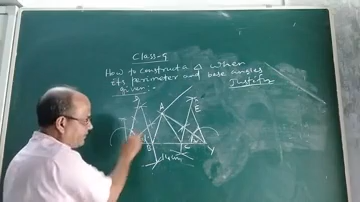 Class-9
How to construct a △ when
its perimeter and base angles
given:- Justify
D A E
B C Y